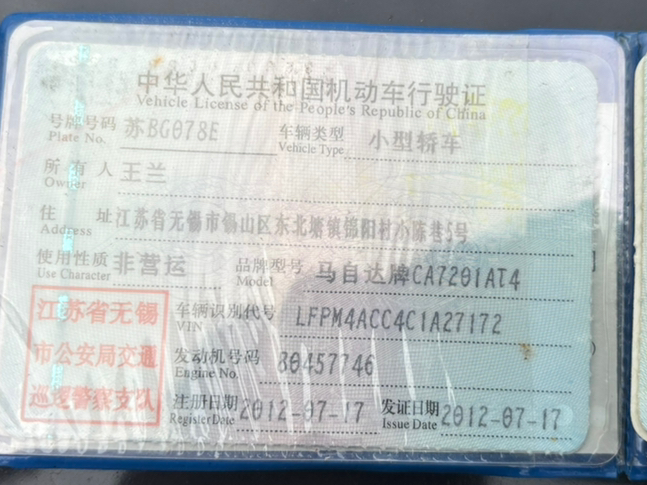 中华人民共和国机动车行驶证
Vehicle License of the People's Republic of China
号牌号码 苏BG078E 车辆类型 小型轿车
Plate No. Vehicle Type
所有人 王兰
Owner
住址 江苏省无锡市锡山区东北塘镇锦阳村小陈巷5号
Address
使用性质 非营运 品牌型号 马自达牌CA7201AT4
Use Character Model
车辆识别代号 LFPM4ACC4C1A27172
VIN
发动机号码 80457746
Engine No.
注册日期 2012-07-17 发证日期 2012-07-17
Register Date Issue Date
江苏省无锡
市公安局交通
巡逻警察支队